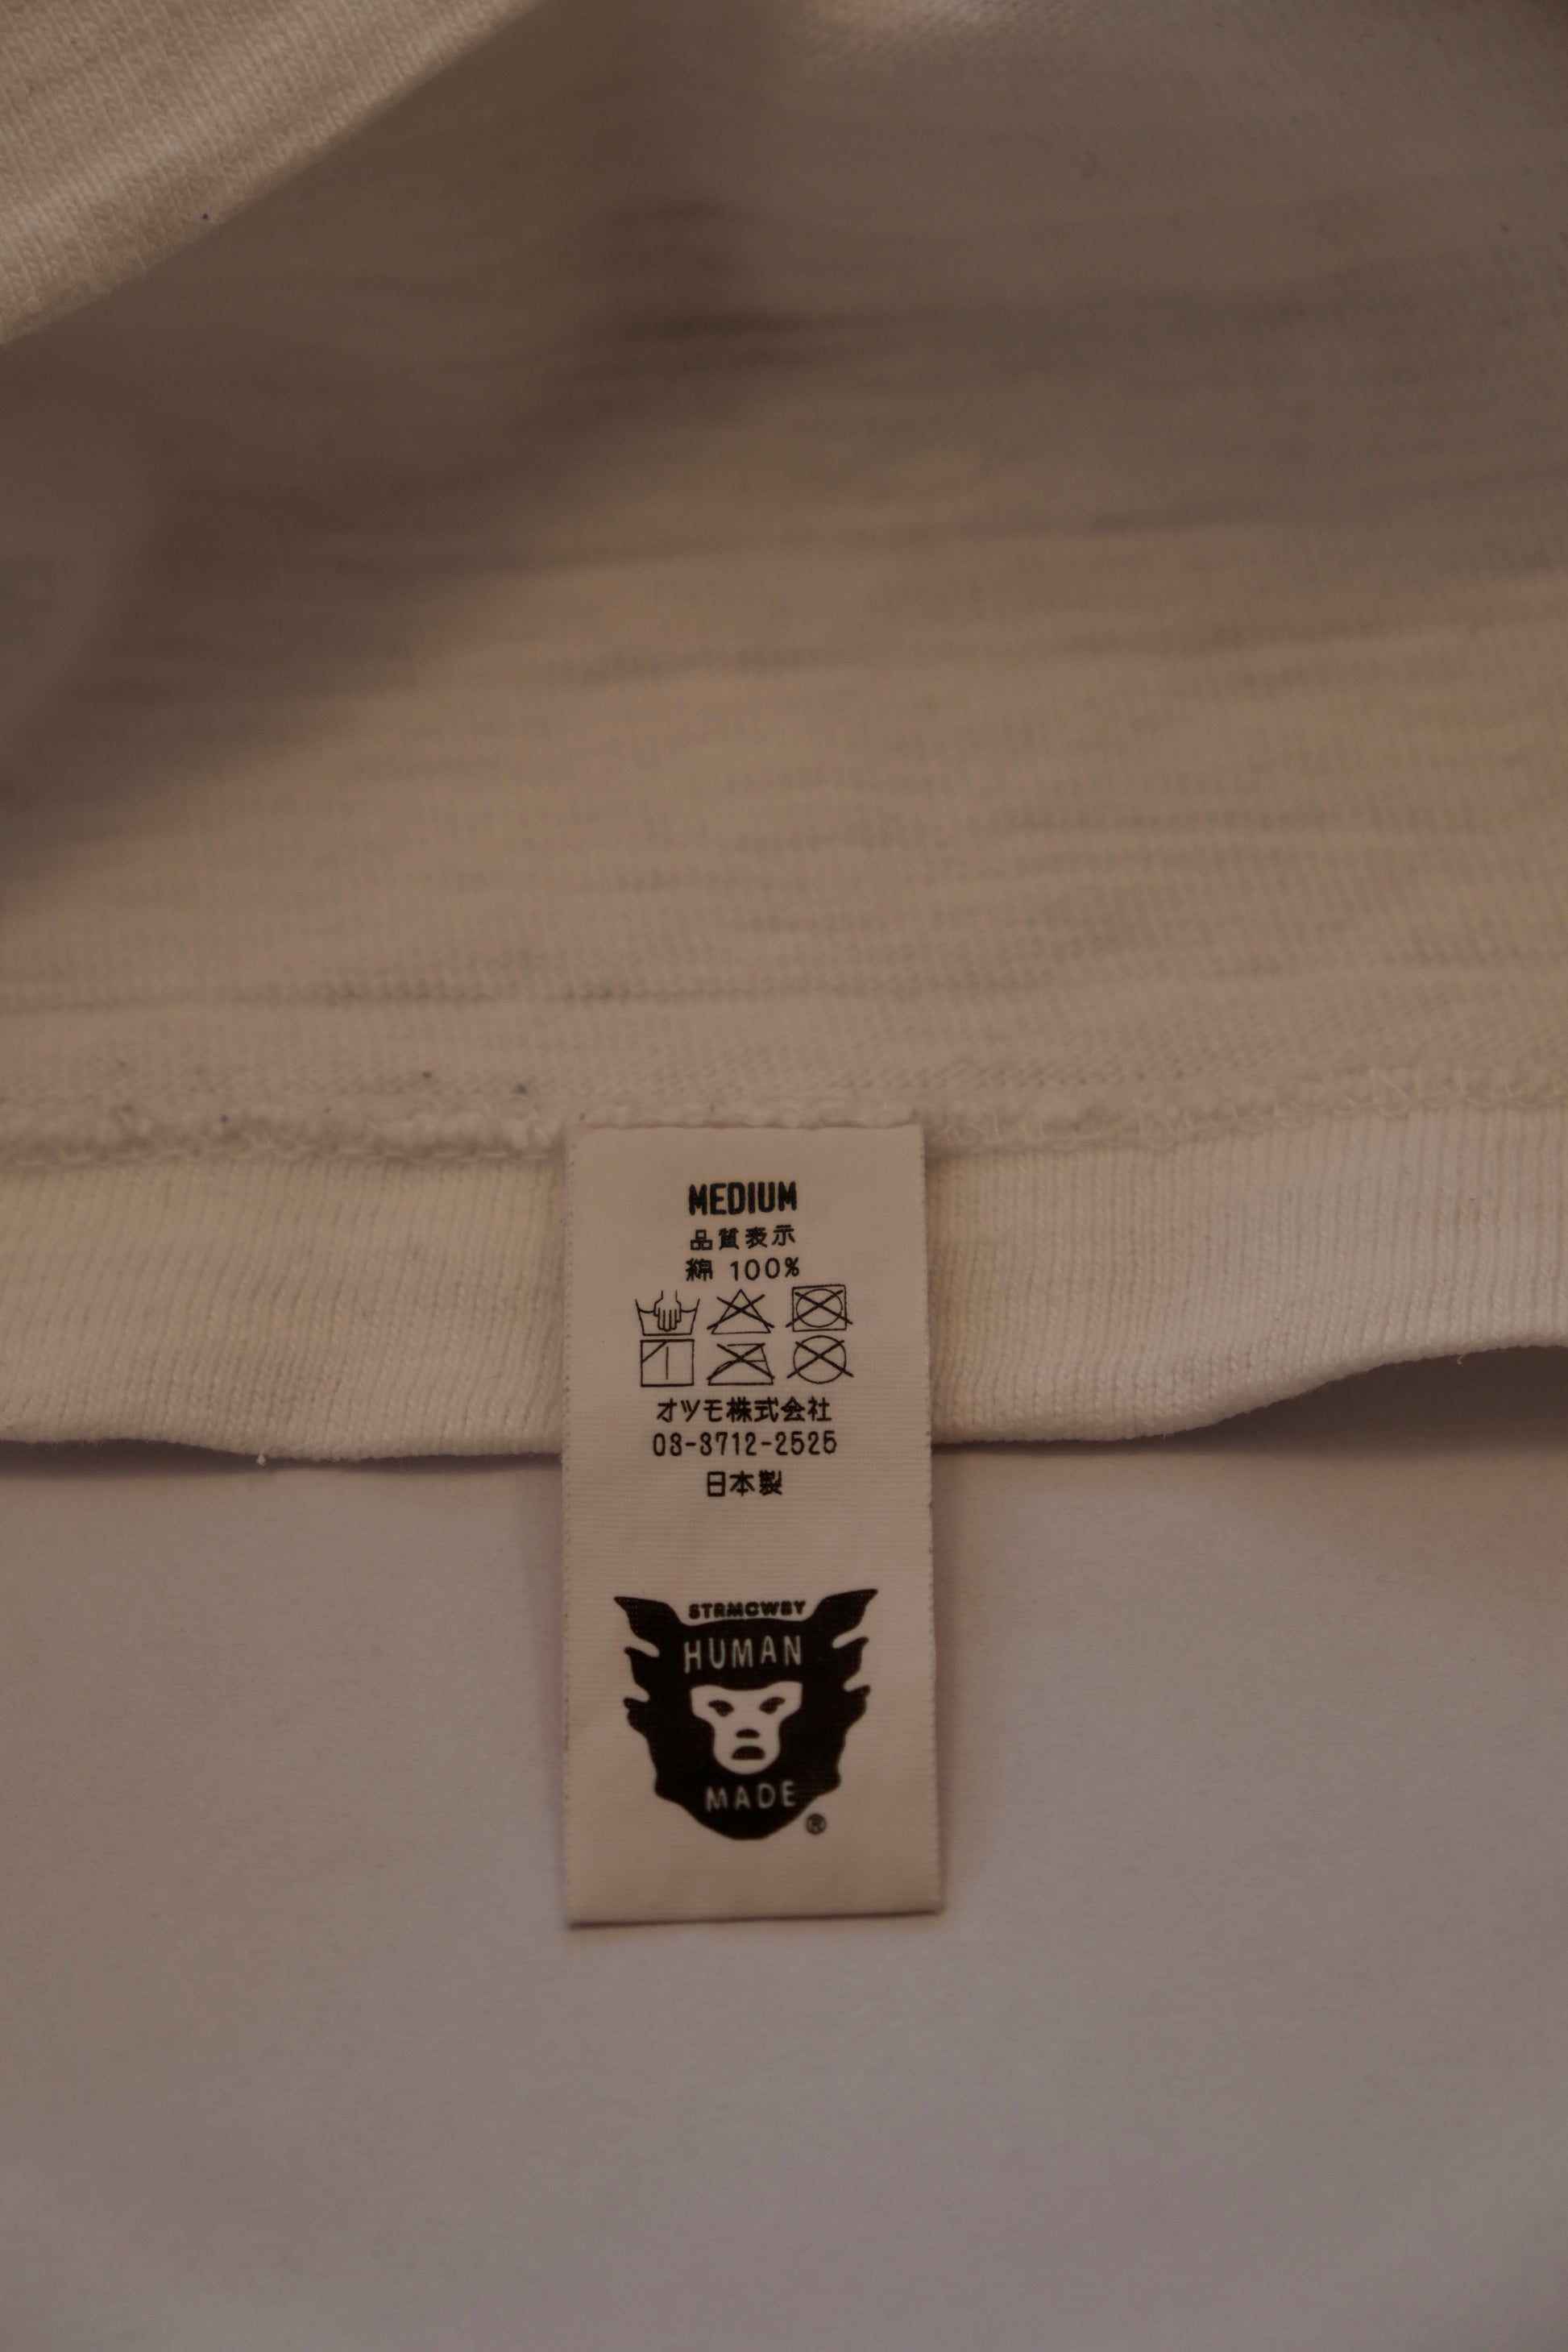 MEDIUM
品質表示
綿 100%
オツモ株式会社
03-3712-2525
日本製
STRMCWBY
HUMAN
MADE
®